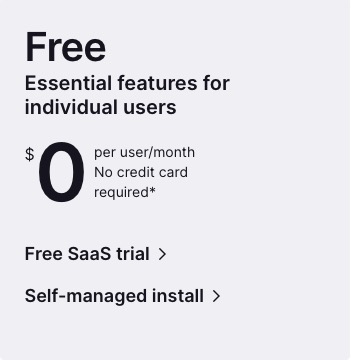 Free
Essential features for
individual users
$0
per user/month
No credit card
required*
Free SaaS trial
Self-managed install